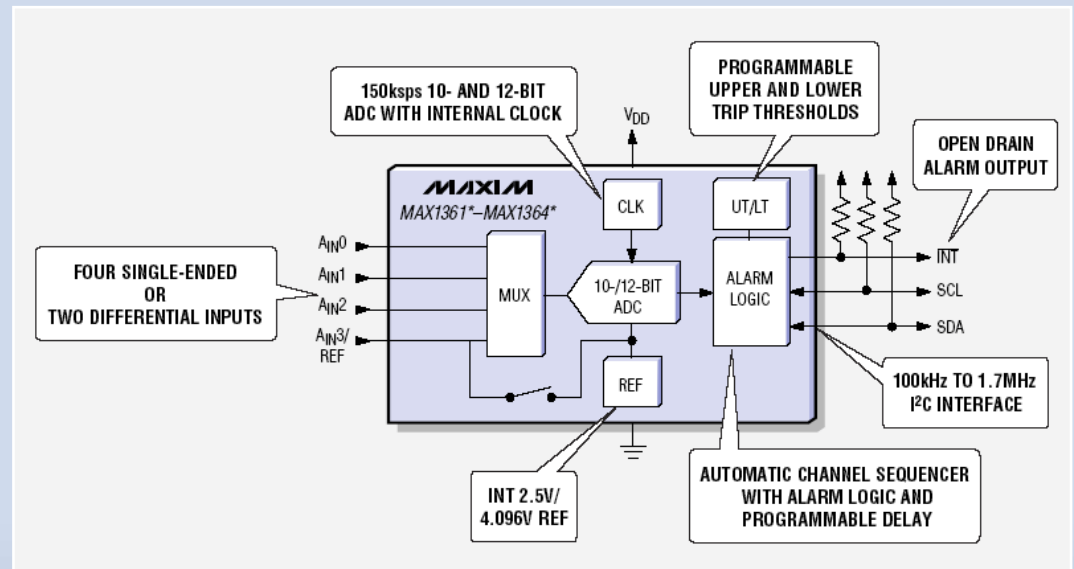 150ksps 10- AND 12-BIT
ADC WITH INTERNAL CLOCK
PROGRAMMABLE
UPPER AND LOWER
TRIP THRESHOLDS
VDD
OPEN DRAIN
ALARM OUTPUT
MAXIM
MAX1361*–MAX1364*
CLK
UT/LT
FOUR SINGLE-ENDED
OR
TWO DIFFERENTIAL INPUTS
AIN0
AIN1
AIN2
AIN3/
REF
MUX
10-/12-BIT
ADC
ALARM
LOGIC
INT
SCL
SDA
REF
100kHz TO 1.7MHz
I²C INTERFACE
INT 2.5V/
4.096V REF
AUTOMATIC CHANNEL SEQUENCER
WITH ALARM LOGIC AND
PROGRAMMABLE DELAY